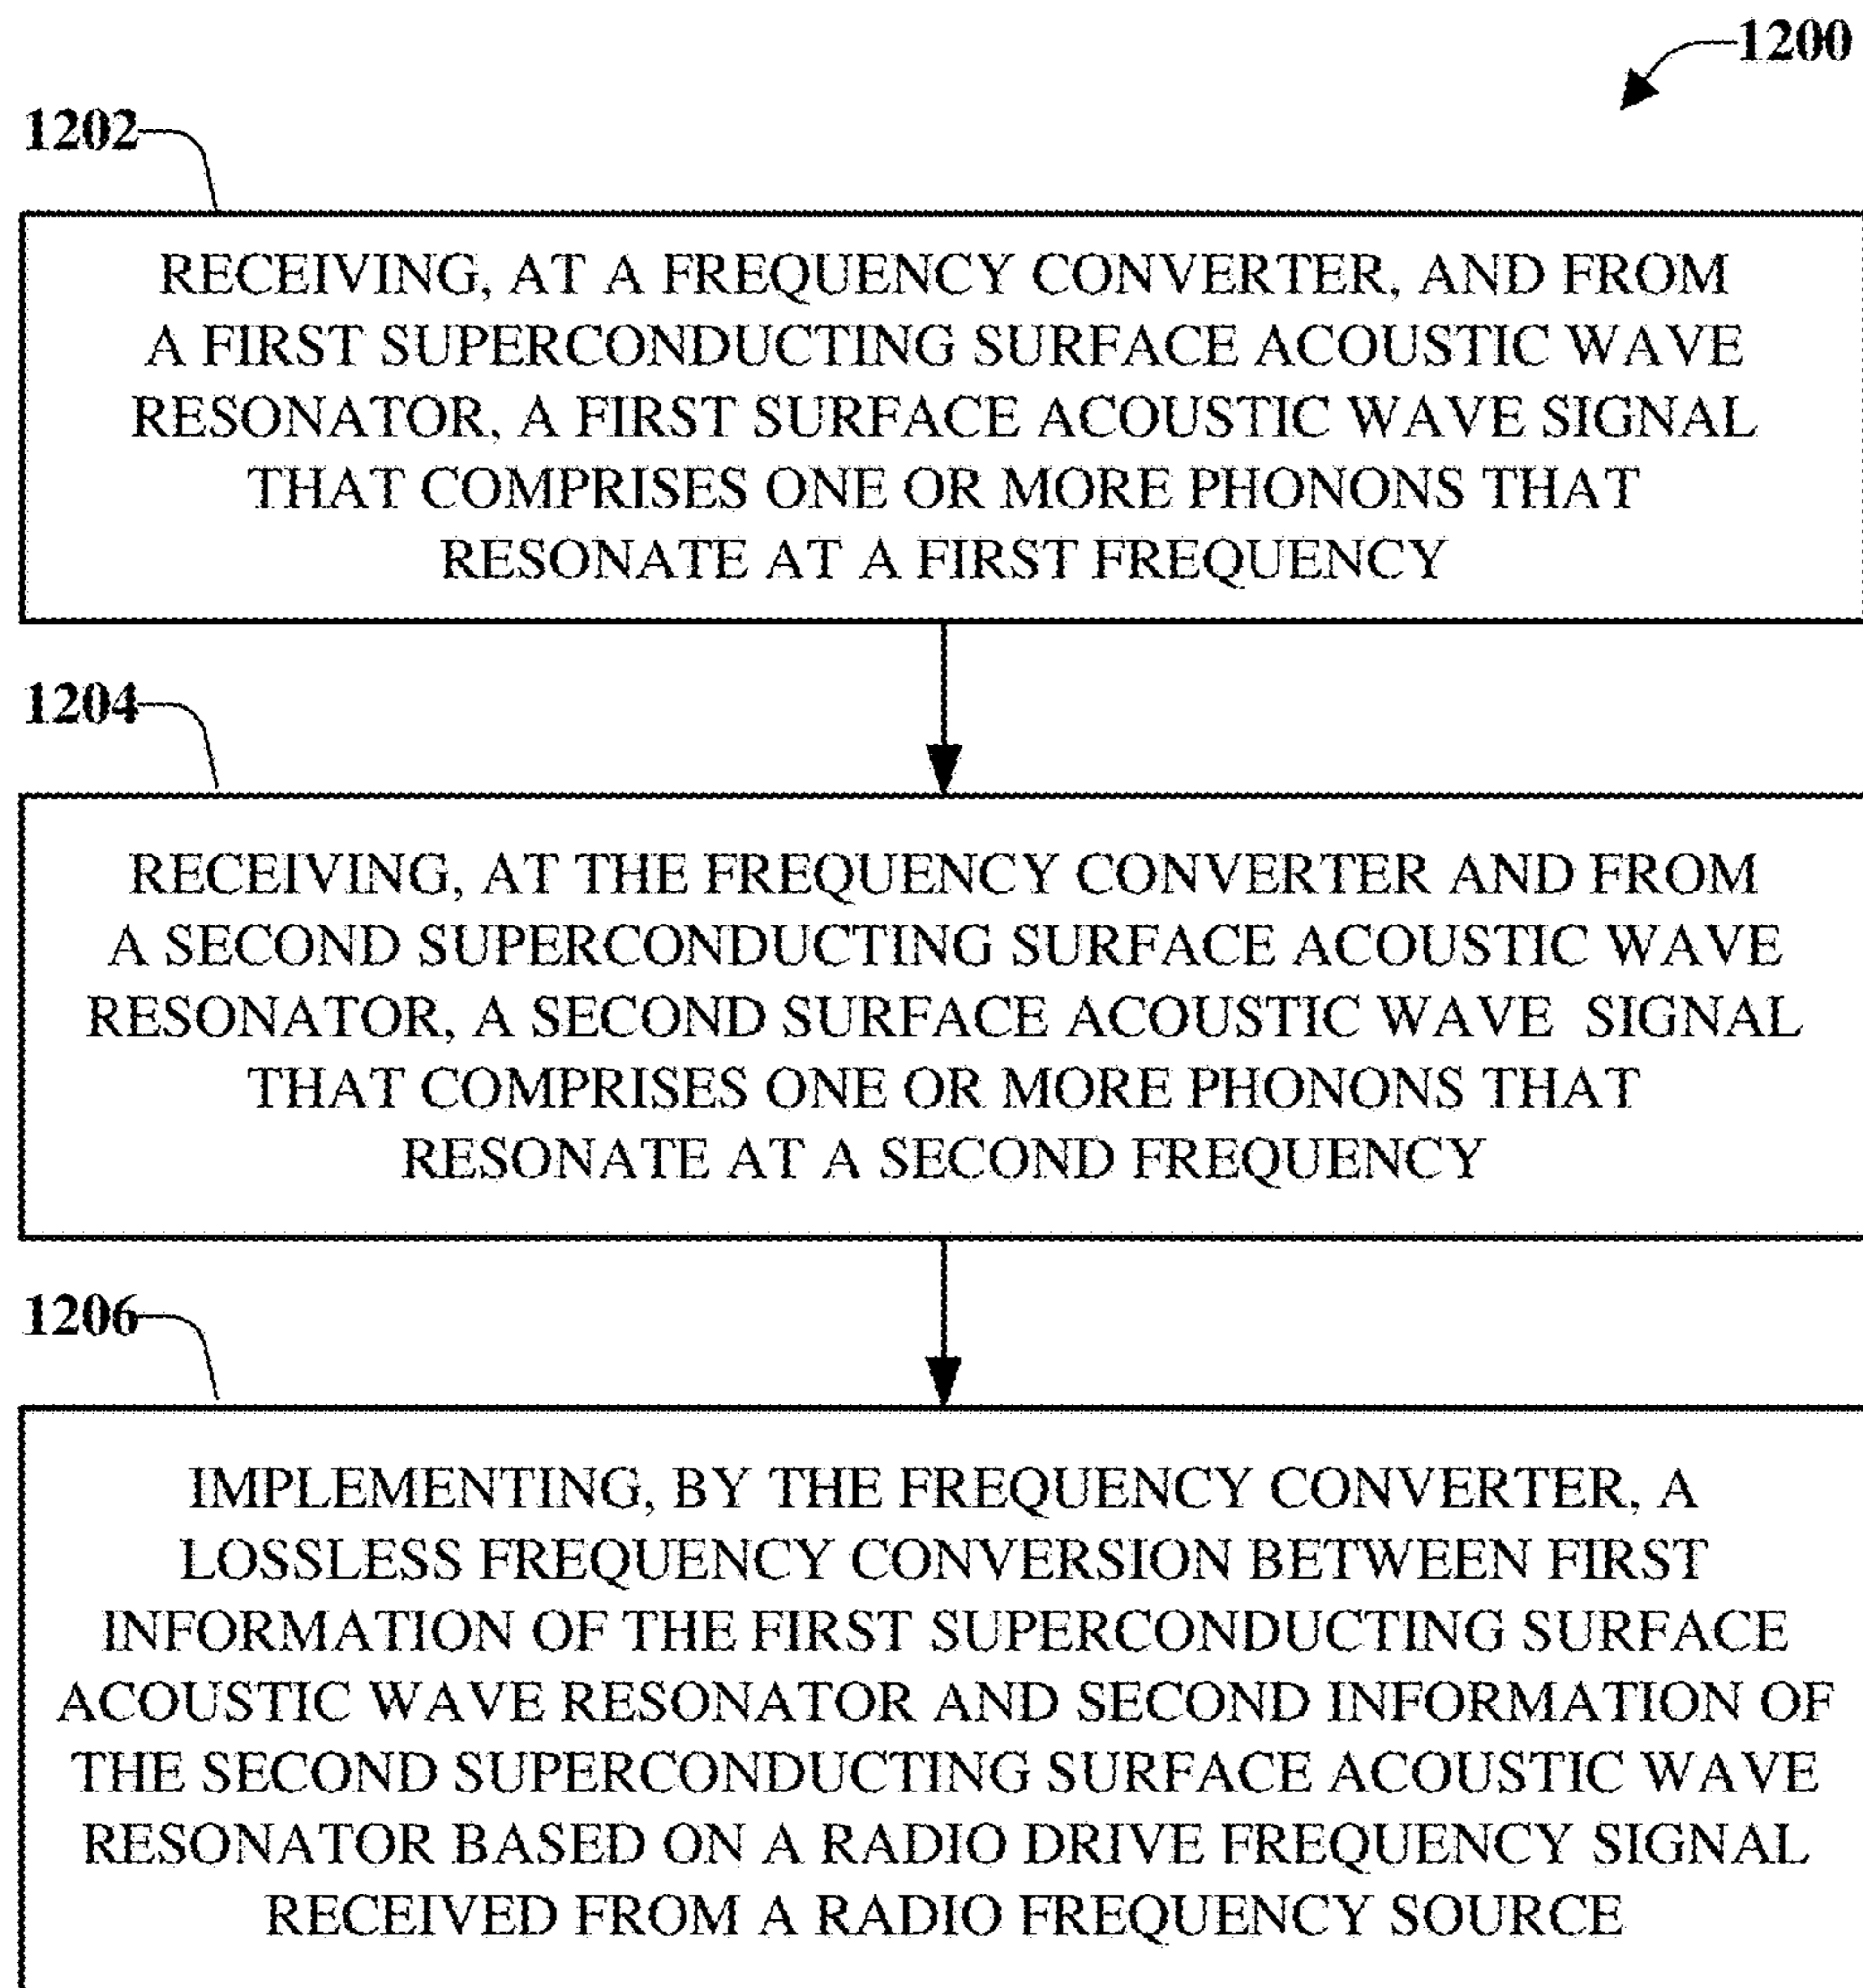 1200
1202
RECEIVING, AT A FREQUENCY CONVERTER, AND FROM
A FIRST SUPERCONDUCTING SURFACE ACOUSTIC WAVE
RESONATOR, A FIRST SURFACE ACOUSTIC WAVE SIGNAL
THAT COMPRISES ONE OR MORE PHONONS THAT
RESONATE AT A FIRST FREQUENCY
1204
RECEIVING, AT THE FREQUENCY CONVERTER AND FROM
A SECOND SUPERCONDUCTING SURFACE ACOUSTIC WAVE
RESONATOR, A SECOND SURFACE ACOUSTIC WAVE SIGNAL
THAT COMPRISES ONE OR MORE PHONONS THAT
RESONATE AT A SECOND FREQUENCY
1206
IMPLEMENTING, BY THE FREQUENCY CONVERTER, A
LOSSLESS FREQUENCY CONVERSION BETWEEN FIRST
INFORMATION OF THE FIRST SUPERCONDUCTING SURFACE
ACOUSTIC WAVE RESONATOR AND SECOND INFORMATION OF
THE SECOND SUPERCONDUCTING SURFACE ACOUSTIC WAVE
RESONATOR BASED ON A RADIO DRIVE FREQUENCY SIGNAL
RECEIVED FROM A RADIO FREQUENCY SOURCE